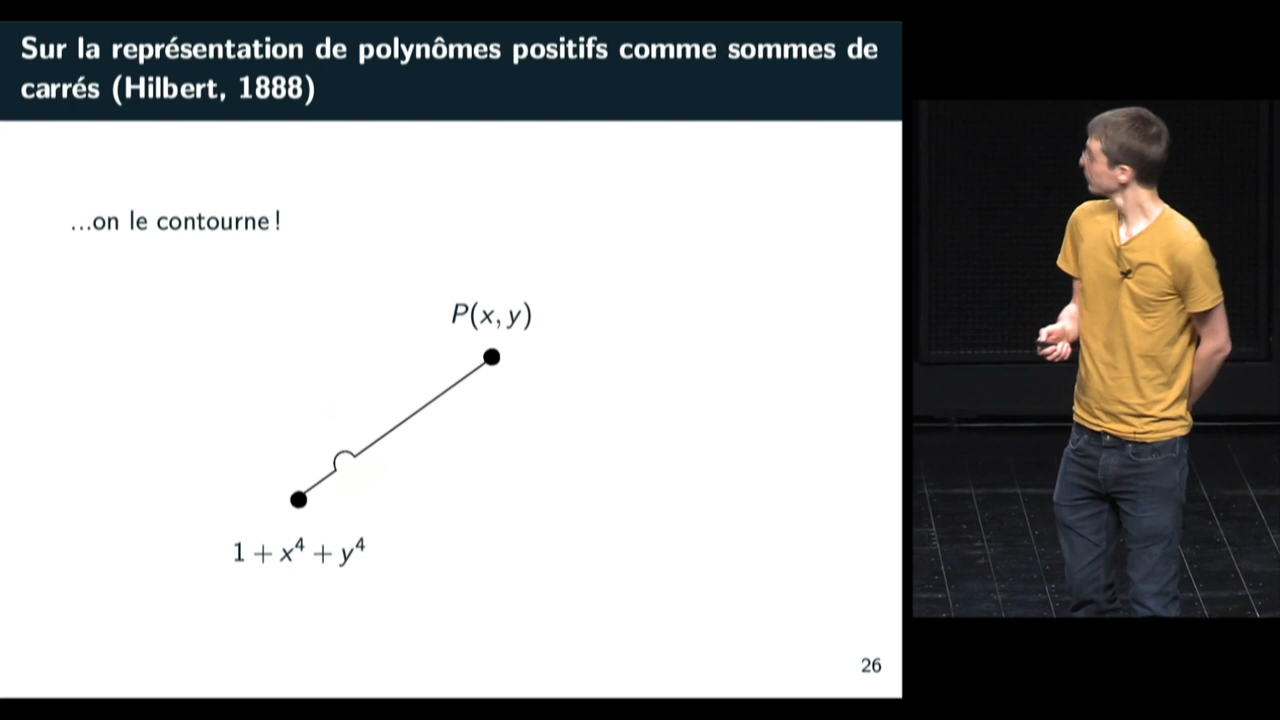 Sur la représentation de polynômes positifs comme sommes de
carrés (Hilbert, 1888)
...on le contourne !
P(x, y)
1 + x⁴ + y⁴
26